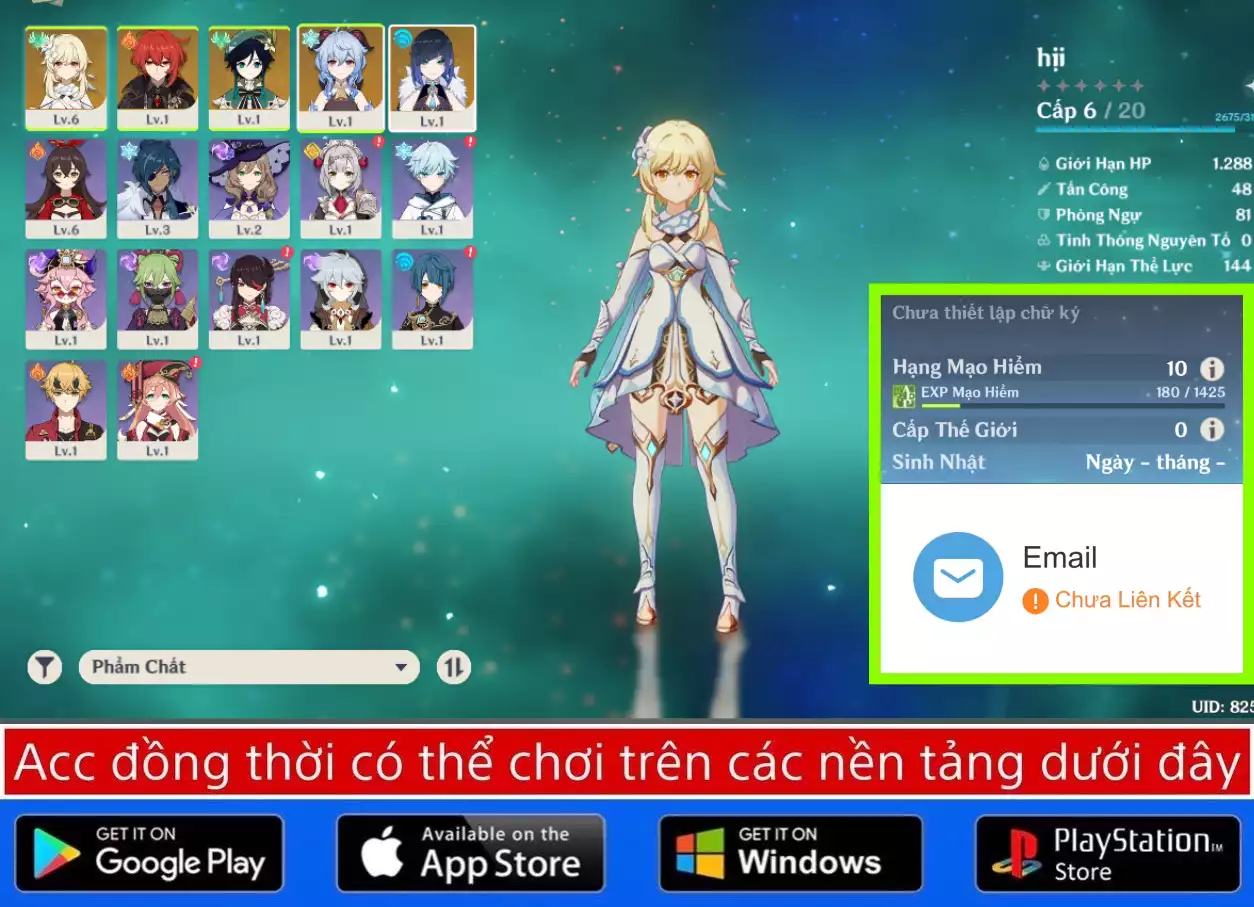 hịi
Cấp 6 / 20
2675/31
Giới Hạn HP 1.288
Tấn Công 48
Phòng Ngự 81
Tinh Thông Nguyên Tố 0
Giới Hạn Thể Lực 144
Lv.6 Lv.1 Lv.1 Lv.1 Lv.1
Lv.6 Lv.3 Lv.2 Lv.1 Lv.1
Lv.1 Lv.1 Lv.1 Lv.1 Lv.1
Lv.1 Lv.1
Chưa thiết lập chữ ký
Hạng Mạo Hiểm 10
EXP Mạo Hiểm 180 / 1425
Cấp Thế Giới 0
Sinh Nhật Ngày - tháng -
Email
Chưa Liên Kết
Phẩm Chất
UID: 825
Acc đồng thời có thể chơi trên các nền tảng dưới đây
GET IT ON
Google Play
Available on the
App Store
GET IT ON
Windows
PlayStation™
Store